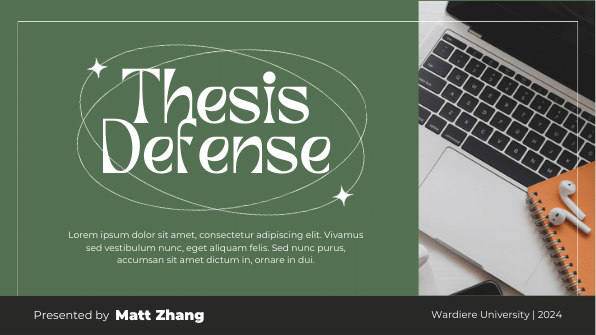 Thesis
Defense
Lorem ipsum dolor sit amet, consectetur adipiscing elit. Vivamus
sed vestibulum nunc, eget aliquam felis. Sed nunc purus,
accumsan sit amet dictum in, ornare in dui.
Presented by Matt Zhang
Wardiere University | 2024